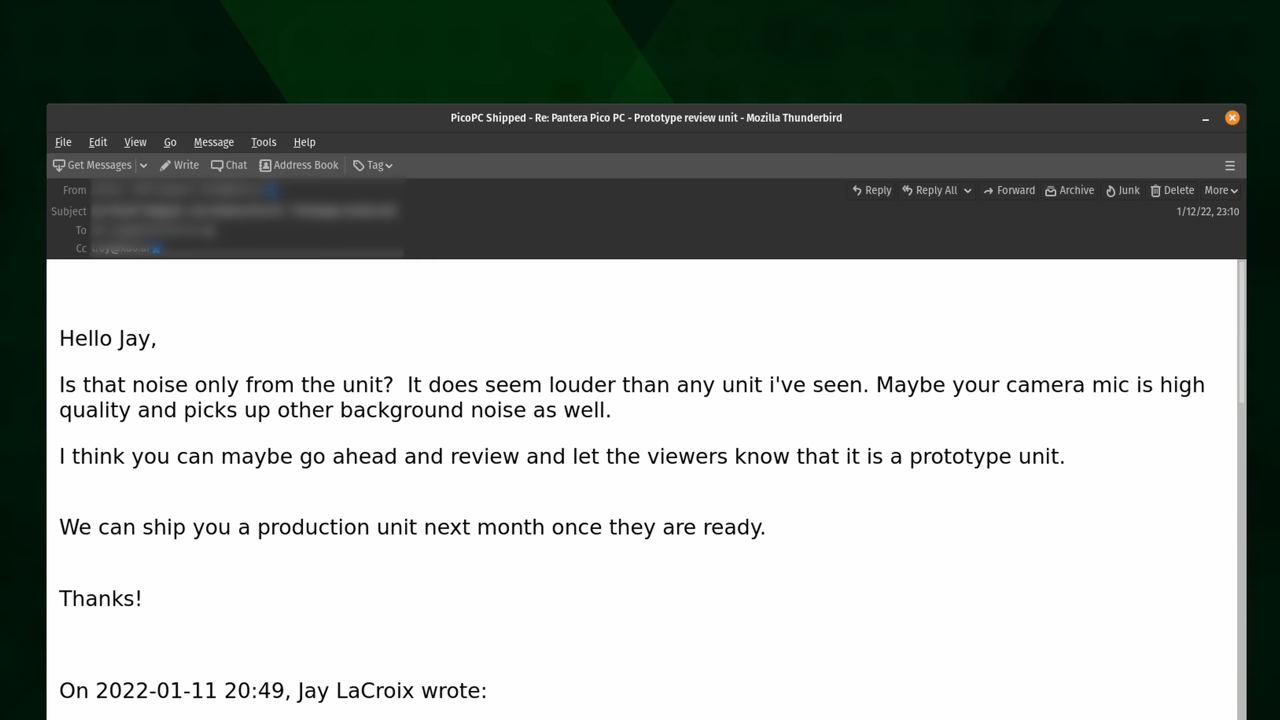 PicoPC Shipped - Re: Pantera Pico PC - Prototype review unit - Mozilla Thunderbird
File Edit View Go Message Tools Help
Get Messages Write Chat Address Book Tag
From Reply Reply All Forward Archive Junk Delete More
Subject 1/12/22, 23:10
To
Cc
Hello Jay,
Is that noise only from the unit?  It does seem louder than any unit i've seen. Maybe your camera mic is high
quality and picks up other background noise as well.
I think you can maybe go ahead and review and let the viewers know that it is a prototype unit.
We can ship you a production unit next month once they are ready.
Thanks!
On 2022-01-11 20:49, Jay LaCroix wrote: